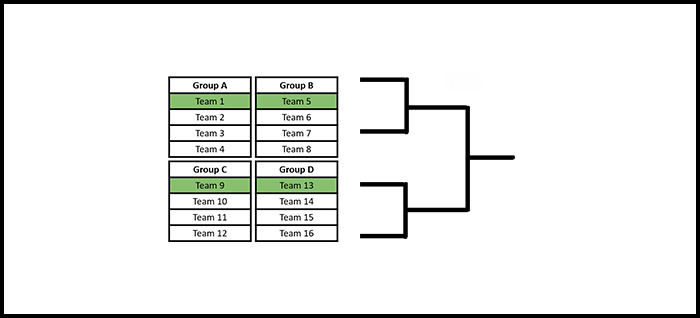 Group A
Team 1
Team 2
Team 3
Team 4
Group B
Team 5
Team 6
Team 7
Team 8
Group C
Team 9
Team 10
Team 11
Team 12
Group D
Team 13
Team 14
Team 15
Team 16